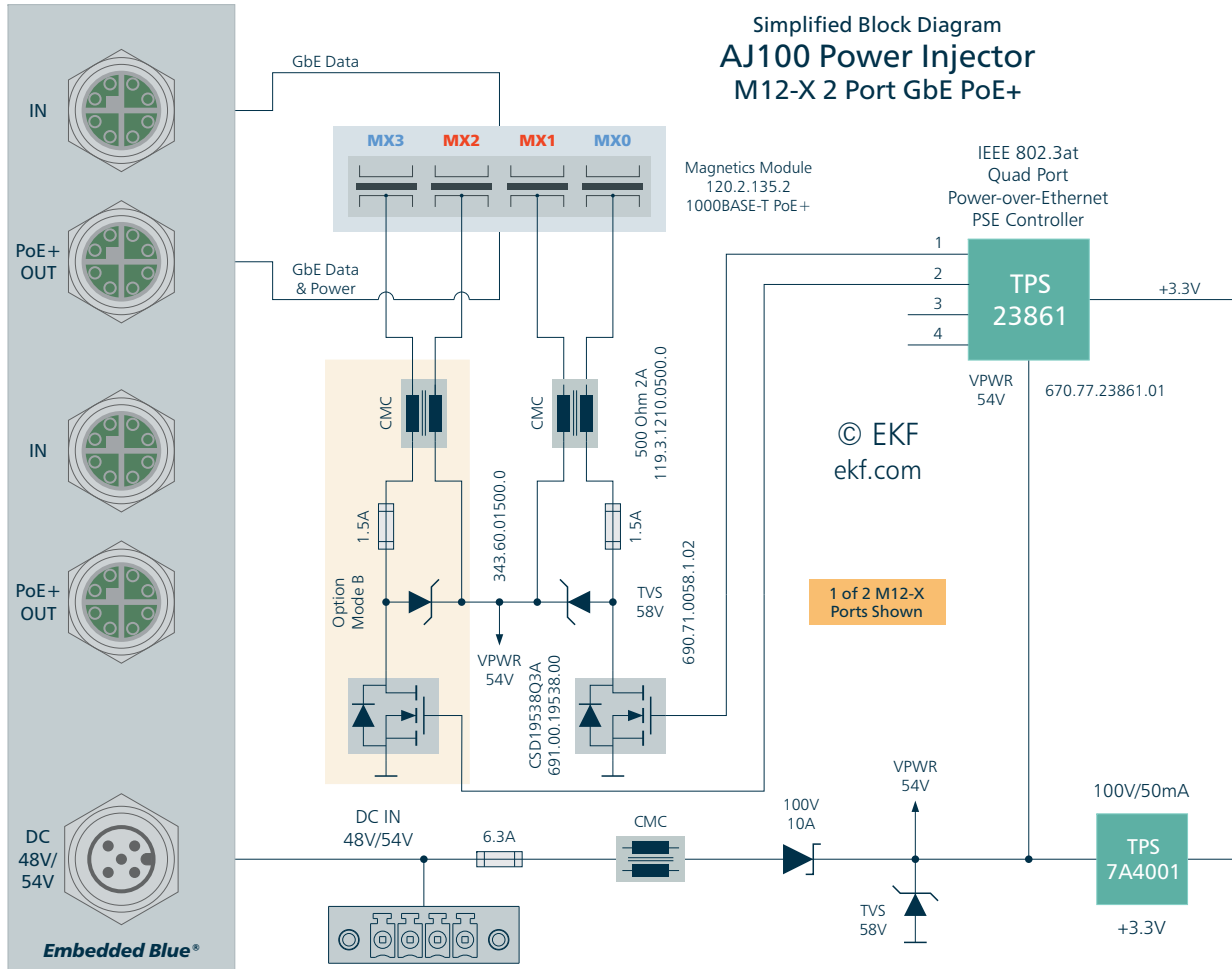 Simplified Block Diagram
AJ100 Power Injector
M12-X 2 Port GbE PoE+
IN
GbE Data
MX3
MX2
MX1
MX0
Magnetics Module
120.2.135.2
1000BASE-T PoE+
IEEE 802.3at
Quad Port
Power-over-Ethernet
PSE Controller
PoE+
OUT
GbE Data
& Power
1
2
3
4
TPS
23861
+3.3V
VPWR
54V
670.77.23861.01
CMC
CMC
500 Ohm 2A
119.3.1210.0500.0
© EKF
ekf.com
IN
1.5A
343.60.01500.0
1.5A
PoE+
OUT
Option
Mode B
TVS
58V
690.71.0058.1.02
1 of 2 M12-X
Ports Shown
VPWR
54V
CSD19538Q3A
691.00.19538.00
DC
48V/
54V
DC IN
48V/54V
6.3A
CMC
100V
10A
VPWR
54V
100V/50mA
TPS
7A4001
TVS
58V
+3.3V
Embedded Blue®